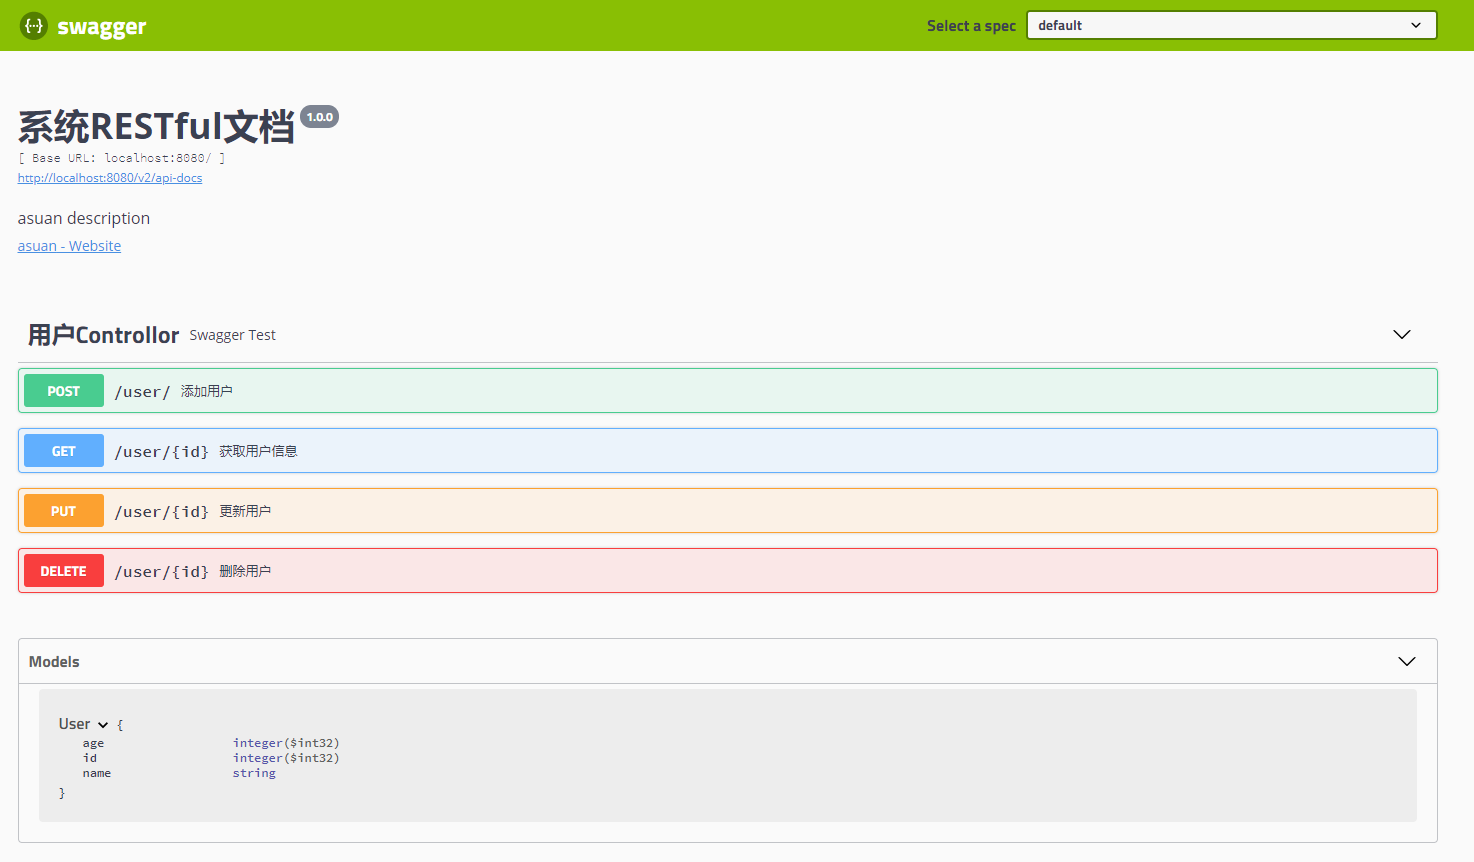 {···} swagger
Select a spec default
系统RESTful文档 1.0.0
[ Base URL: localhost:8080/ ]
http://localhost:8080/v2/api-docs
asuan description
asuan - Website
用户Controllor Swagger Test
POST /user/ 添加用户
GET /user/{id} 获取用户信息
PUT /user/{id} 更新用户
DELETE /user/{id} 删除用户
Models
User {
age integer($int32)
id integer($int32)
name string
}